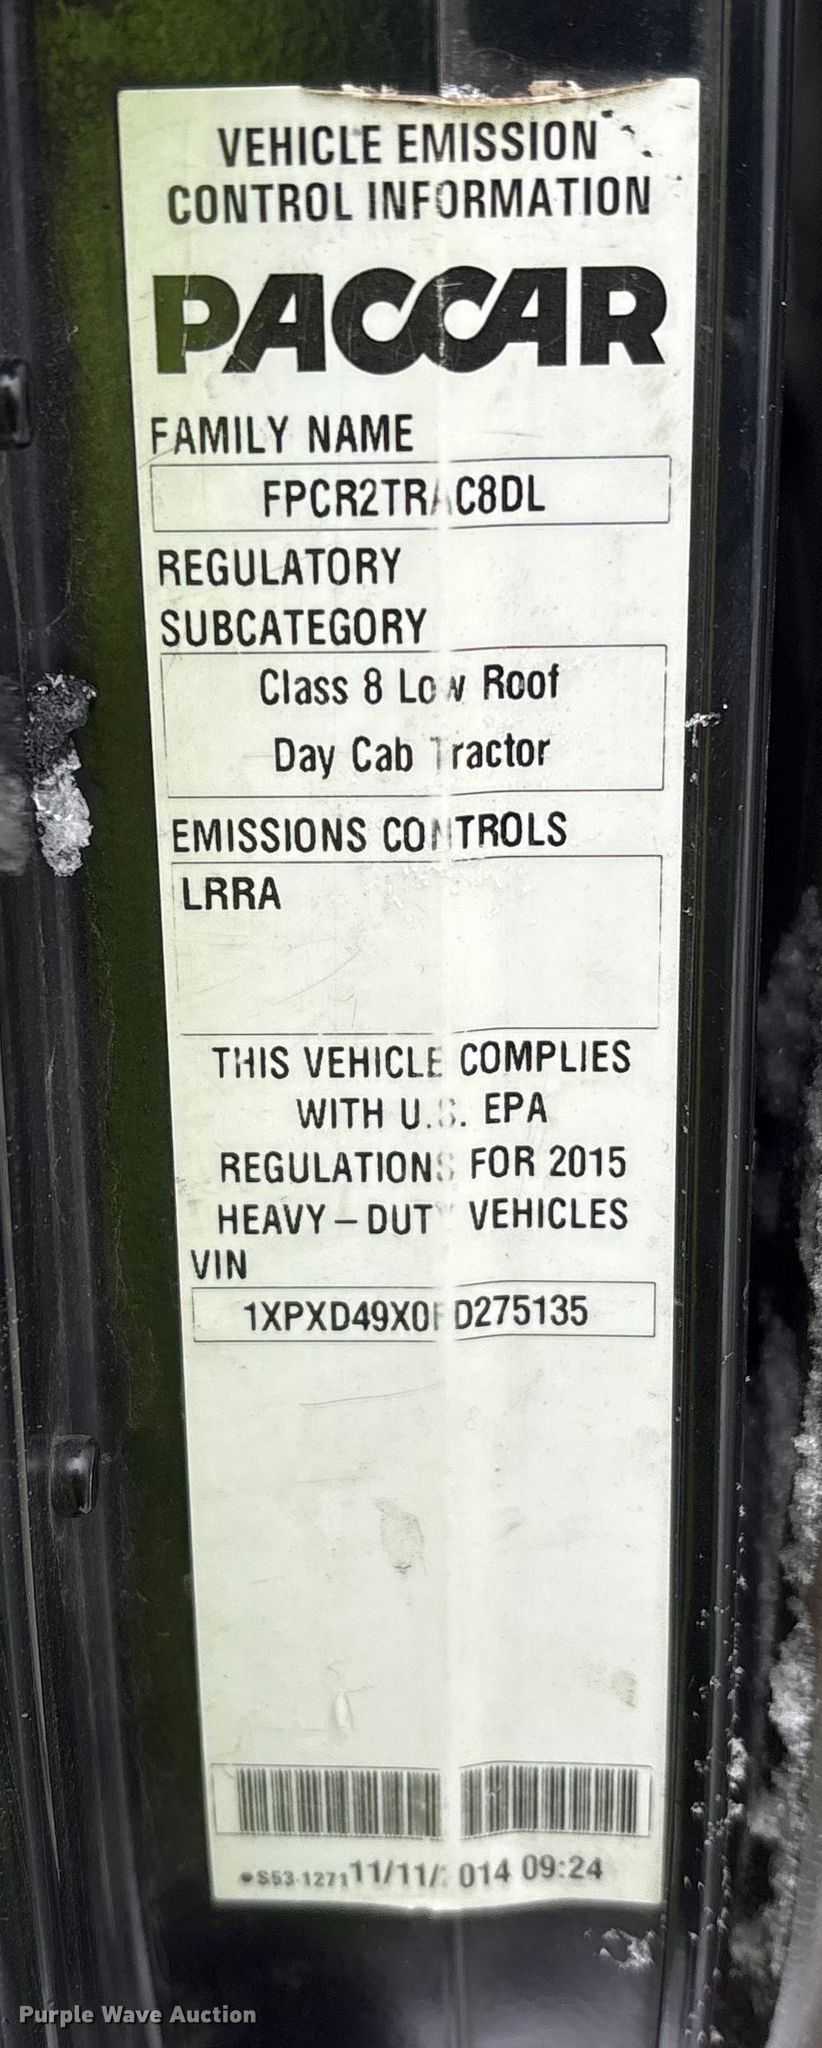 VEHICLE EMISSION
CONTROL INFORMATION
PACCAR
FAMILY NAME
FPCR2TRAC8DL
REGULATORY
SUBCATEGORY
Class 8 Low Roof
Day Cab Tractor
EMISSIONS CONTROLS
LRRA
THIS VEHICLE COMPLIES
WITH U.S. EPA
REGULATIONS FOR 2015
HEAVY-DUTY VEHICLES
VIN
1XPXD49X0FD275135
S53-1271 11/11/2014 09:24
Purple Wave Auction